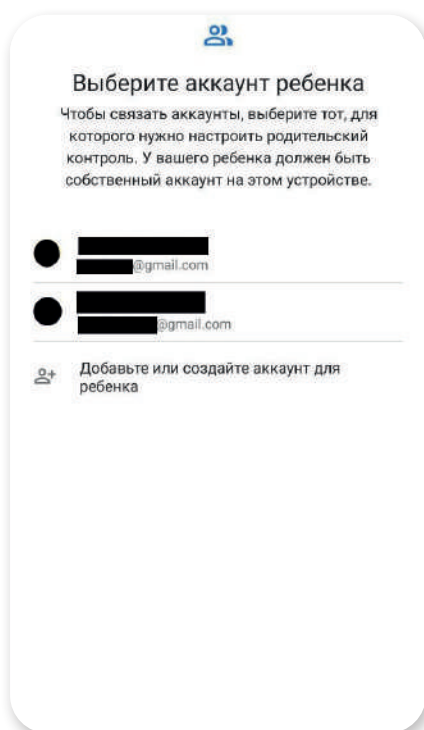 Выберите аккаунт ребенка
Чтобы связать аккаунты, выберите тот, для
которого нужно настроить родительский
контроль. У вашего ребенка должен быть
собственный аккаунт на этом устройстве.
@gmail.com
@gmail.com
Добавьте или создайте аккаунт для
ребенка